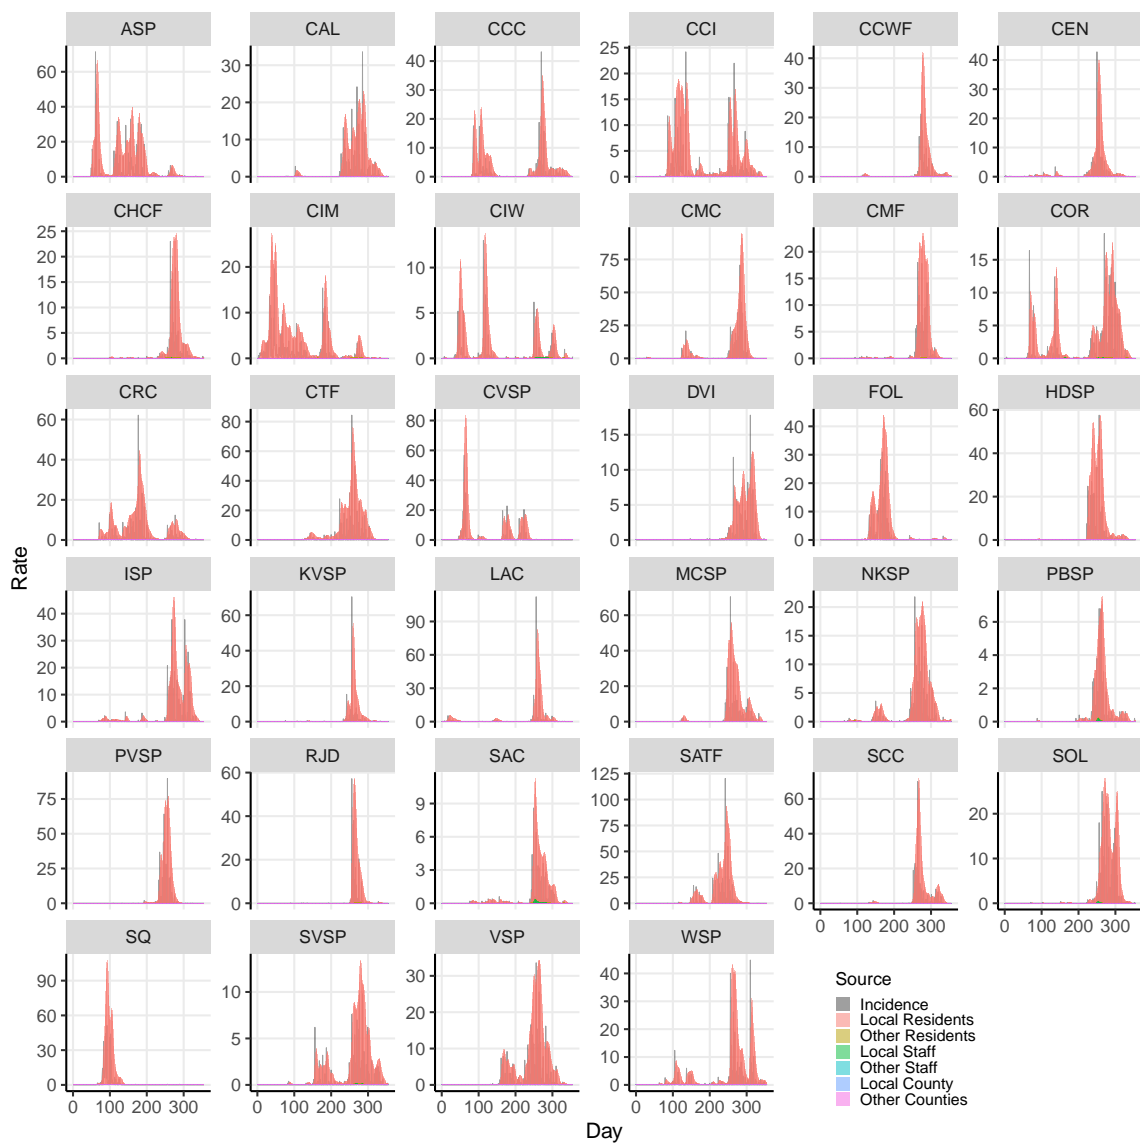 ASP CAL CCC CCI CCWF CEN
0 20 40 60
0 10 20 30
0 10 20 30 40
0 5 10 15 20 25
0 10 20 30 40
0 10 20 30 40
CHCF CIM CIW CMC CMF COR
0 5 10 15 20 25
0 10 20
0 5 10
0 25 50 75
0 5 10 15 20
0 5 10 15
CRC CTF CVSP DVI FOL HDSP
0 20 40 60
0 20 40 60 80
0 20 40 60 80
0 5 10 15
0 10 20 30 40
0 20 40 60
Rate
ISP KVSP LAC MCSP NKSP PBSP
0 10 20 30 40
0 20 40 60
0 30 60 90
0 20 40 60
0 5 10 15 20
0 2 4 6
PVSP RJD SAC SATF SCC SOL
0 25 50 75
0 20 40 60
0 3 6 9
0 25 50 75 100 125
0 20 40 60
0 10 20
0 100 200 300
0 100 200 300
SQ SVSP VSP WSP
0 30 60 90
0 5 10
0 10 20 30
0 10 20 30 40
0 100 200 300
0 100 200 300
0 100 200 300
0 100 200 300
Day
Source
Incidence
Local Residents
Other Residents
Local Staff
Other Staff
Local County
Other Counties